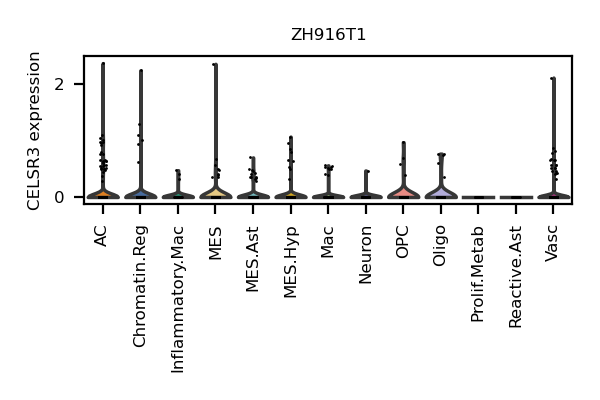 ZH916T1
CELSR3 expression
2
0
AC
Chromatin.Reg
Inflammatory.Mac
MES
MES.Ast
MES.Hyp
Mac
Neuron
OPC
Oligo
Prolif.Metab
Reactive.Ast
Vasc